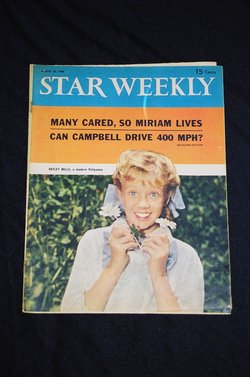 15 Cents
STAR WEEKLY
MANY CARED, SO MIRIAM LIVES
CAN CAMPBELL DRIVE 400 MPH?
HAYLEY MILLS, a modern Pollyanna